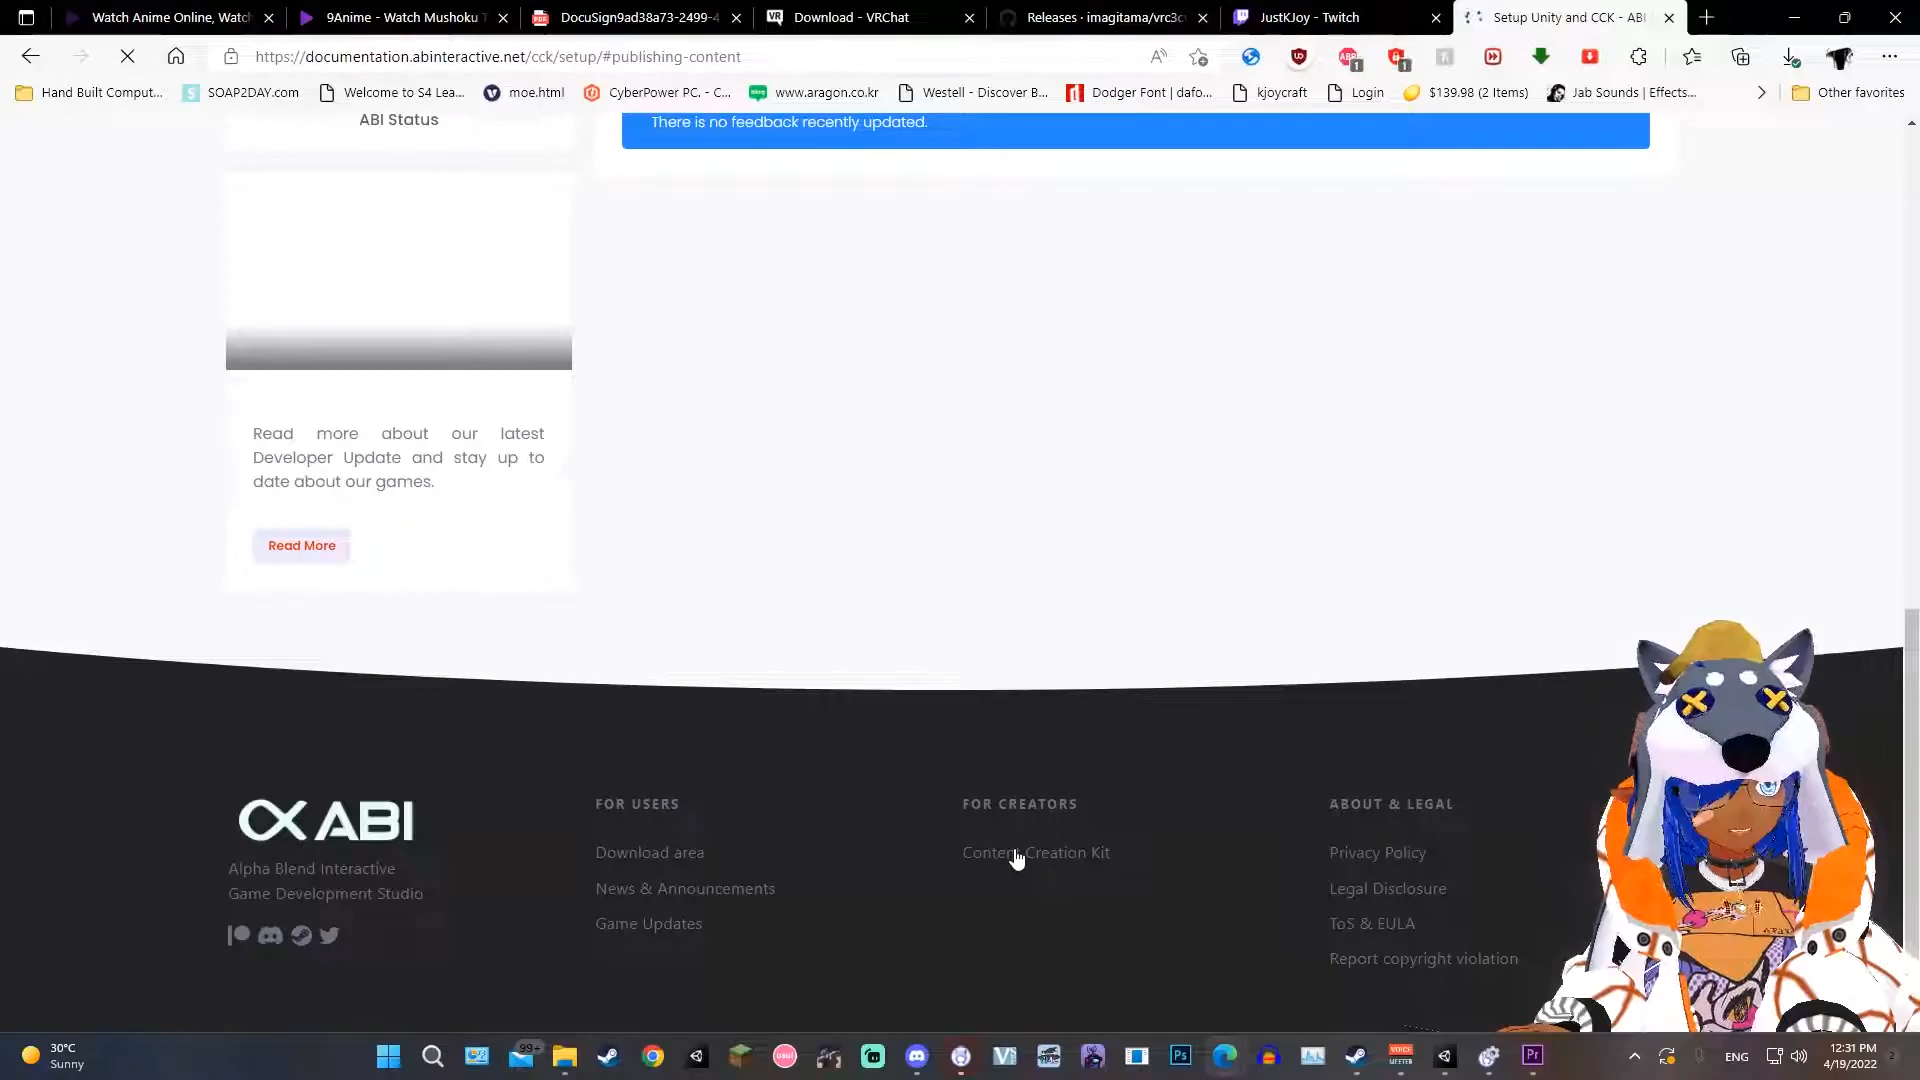 Watch Anime Online, Watc
9Anime - Watch Mushoku T
DocuSign9ad38a73-2499-4
Download - VRChat
Releases · imagitama/vrc3cv
JustKJoy - Twitch
Setup Unity and CCK - ABI
https://documentation.abinteractive.net/cck/setup/#publishing-content
Hand Built Comput...
SOAP2DAY.com
Welcome to S4 Lea...
moe.html
CyberPower PC. - C...
www.aragon.co.kr
Westell - Discover B...
Dodger Font | dafo...
kjoycraft
Login
$139.98 (2 Items)
Jab Sounds | Effects...
Other favorites
ABI Status
There is no feedback recently updated.
Read more about our latest
Developer Update and stay up to
date about our games.
Read More
ABI
Alpha Blend Interactive
Game Development Studio
FOR USERS
Download area
News & Announcements
Game Updates
FOR CREATORS
Content Creation Kit
ABOUT & LEGAL
Privacy Policy
Legal Disclosure
ToS & EULA
Report copyright violation
30°C
Sunny
99+
ENG
12:31 PM
4/19/2022